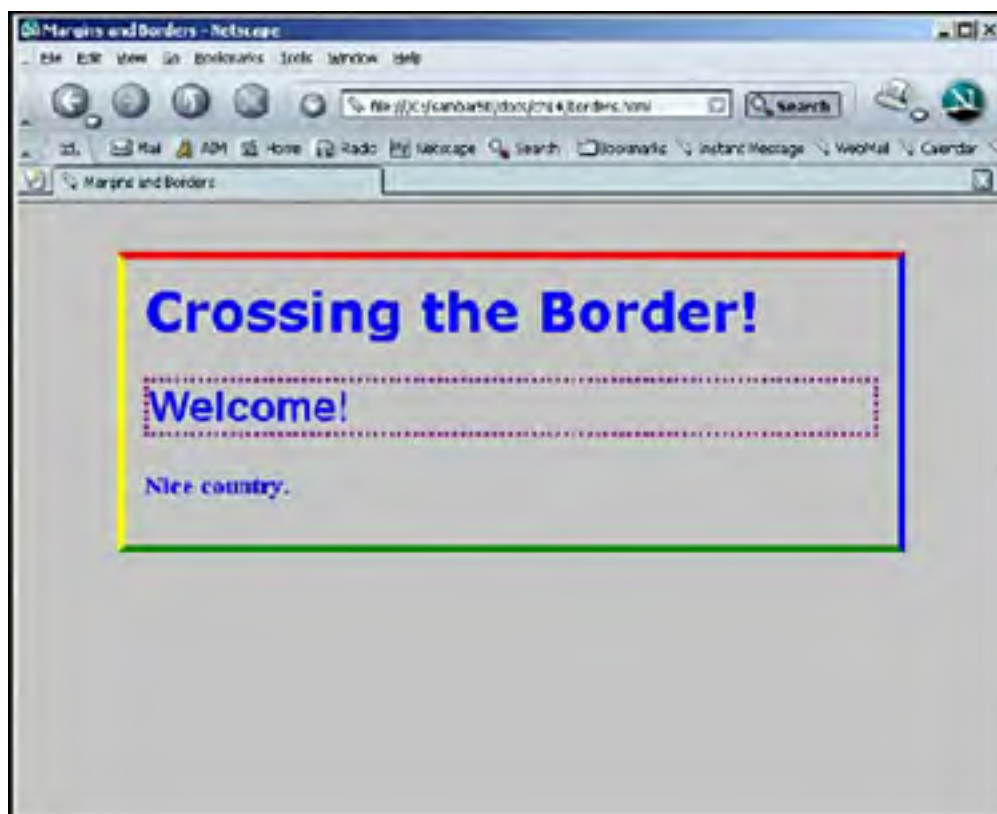 Margins and Borders - Netscape
File Edit View Go Bookmarks Tools Window Help
Search
Mail AIM Home Radio My Netscape Search Bookmarks Instant Message WebMail Calendar
Margins and Borders
Crossing the Border!
Welcome!
Nice country.